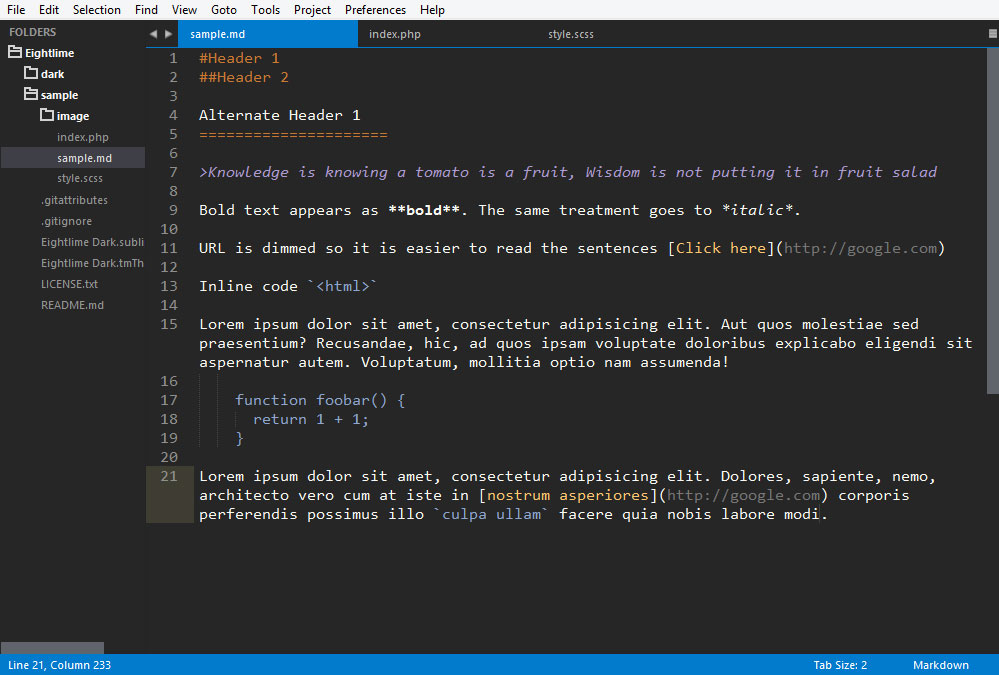 File Edit Selection Find View Goto Tools Project Preferences Help
FOLDERS
Eightlime
dark
sample
image
index.php
sample.md
style.scss
.gitattributes
.gitignore
Eightlime Dark.subli
Eightlime Dark.tmTh
LICENSE.txt
README.md
sample.md index.php style.scss
1 #Header 1
2 ##Header 2
3
4 Alternate Header 1
5 =====================
6
7 >Knowledge is knowing a tomato is a fruit, Wisdom is not putting it in fruit salad
8
9 Bold text appears as **bold**. The same treatment goes to *italic*.
10
11 URL is dimmed so it is easier to read the sentences [Click here](http://google.com)
12
13 Inline code `<html>`
14
15 Lorem ipsum dolor sit amet, consectetur adipisicing elit. Aut quos molestiae sed
praesentium? Recusandae, hic, ad quos ipsam voluptate doloribus explicabo eligendi sit
aspernatur autem. Voluptatum, mollitia optio nam assumenda!
16
17 function foobar() {
18 return 1 + 1;
19 }
20
21 Lorem ipsum dolor sit amet, consectetur adipisicing elit. Dolores, sapiente, nemo,
architecto vero cum at iste in [nostrum asperiores](http://google.com) corporis
perferendis possimus illo `culpa ullam` facere quia nobis labore modi.
Line 21, Column 233 Tab Size: 2 Markdown